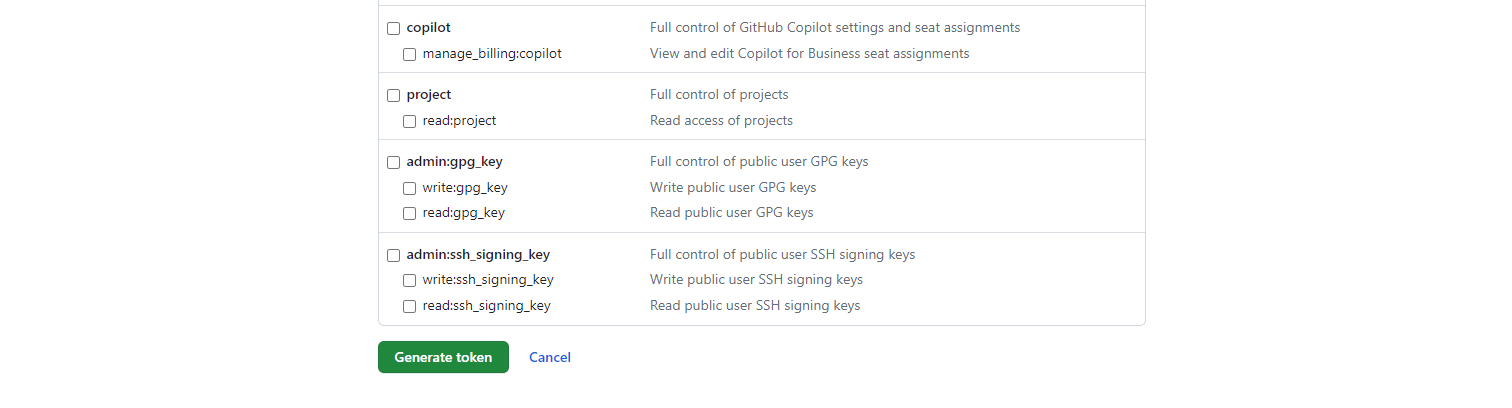 copilot Full control of GitHub Copilot settings and seat assignments
manage_billing:copilot View and edit Copilot for Business seat assignments
project Full control of projects
read:project Read access of projects
admin:gpg_key Full control of public user GPG keys
write:gpg_key Write public user GPG keys
read:gpg_key Read public user GPG keys
admin:ssh_signing_key Full control of public user SSH signing keys
write:ssh_signing_key Write public user SSH signing keys
read:ssh_signing_key Read public user SSH signing keys
Generate token Cancel